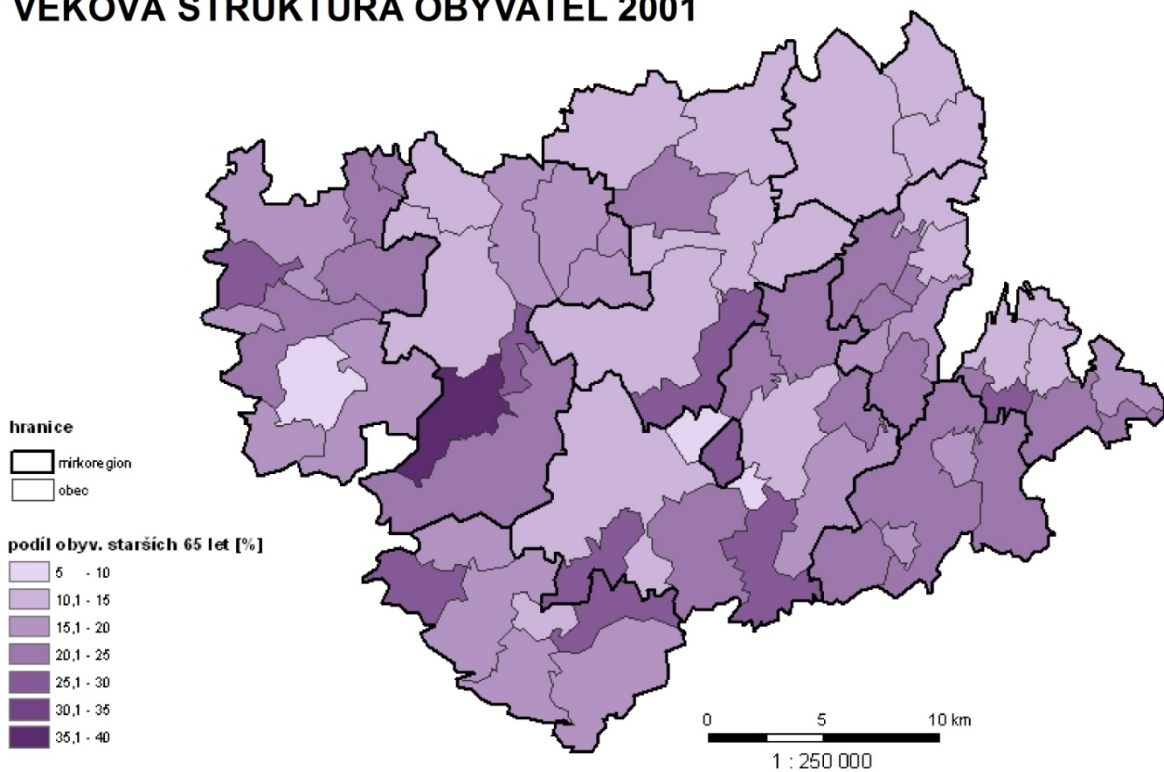 VĚKOVÁ STRUKTURA OBYVATEL 2001
hranice
mirkoregion
obec
podíl obyv. starších 65 let [%]
5 - 10
10,1 - 15
15,1 - 20
20,1 - 25
25,1 - 30
30,1 - 35
35,1 - 40
0 5 10 km
1 : 250 000